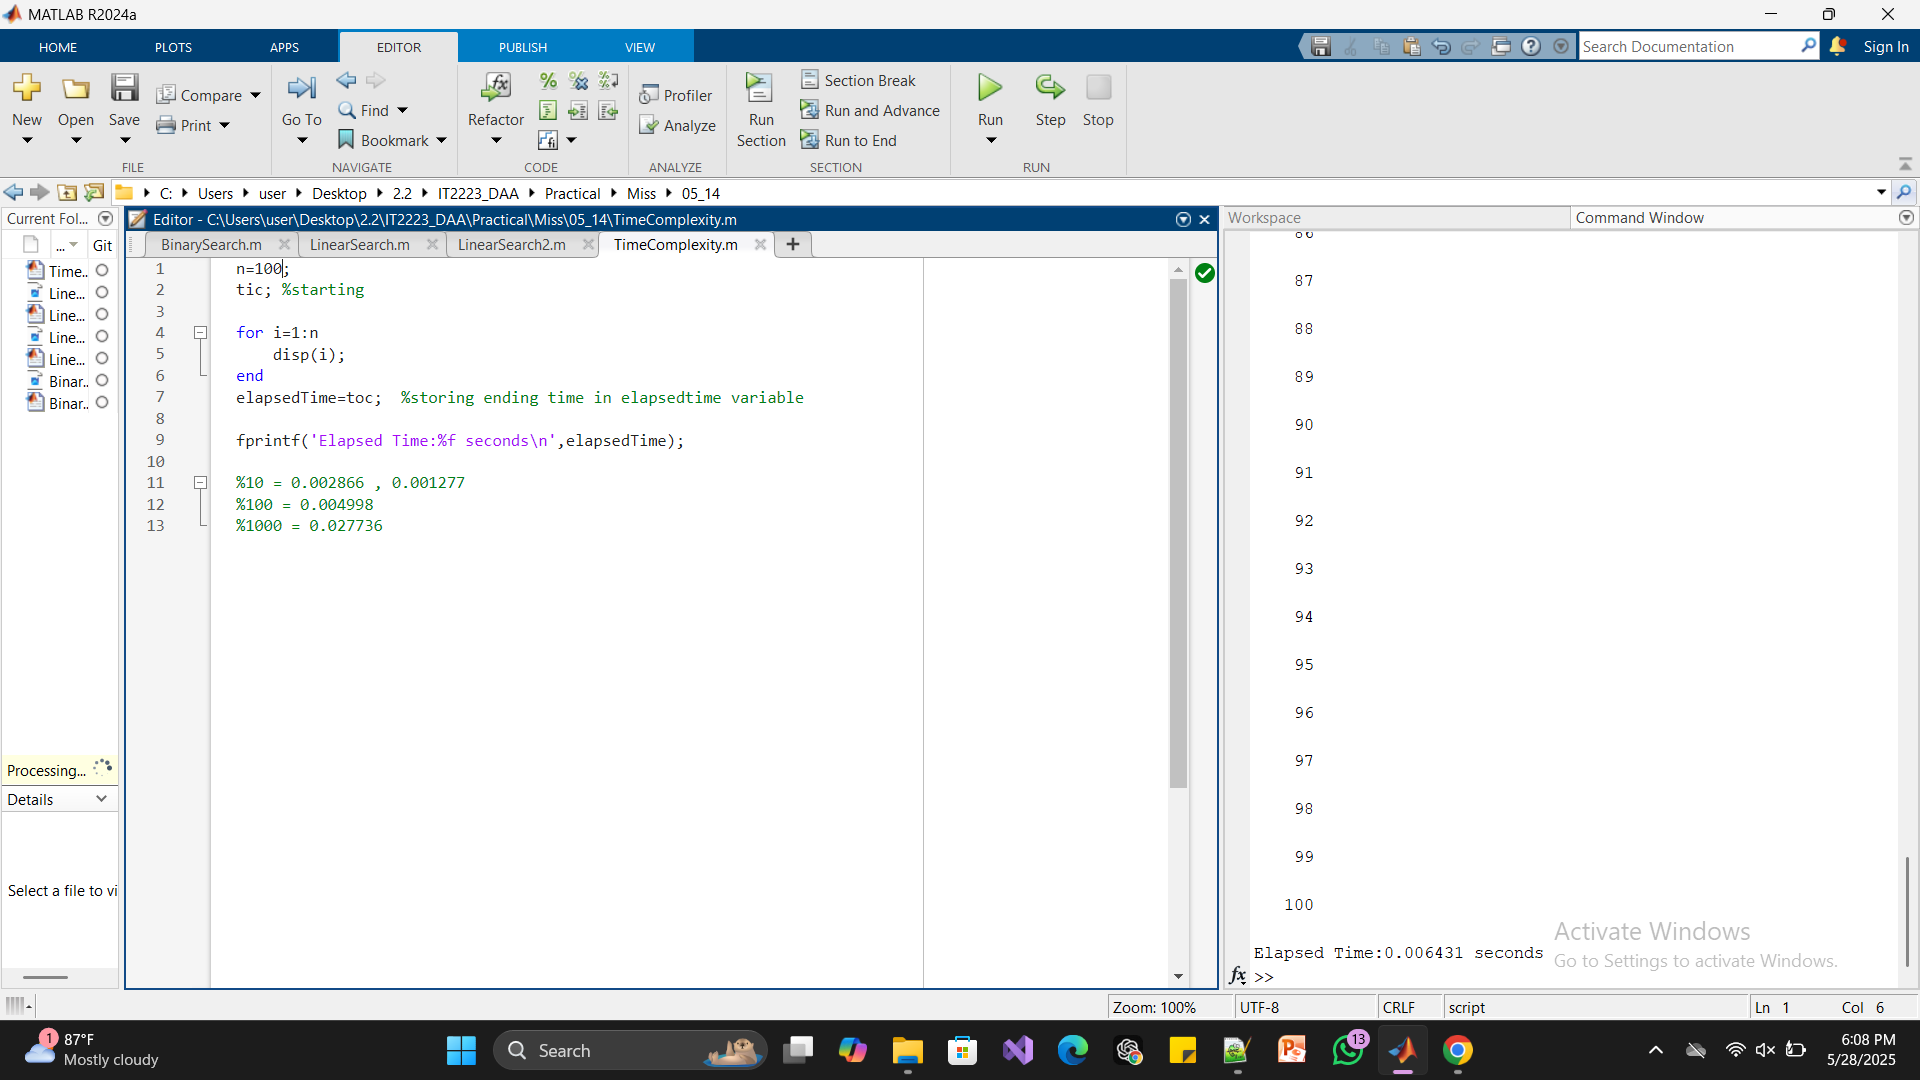 MATLAB R2024a
HOME PLOTS APPS EDITOR PUBLISH VIEW
Search Documentation
Sign In
New Open Save Compare Print
Go To Find Bookmark
Refactor
Profiler Analyze
Run Section
Section Break
Run and Advance
Run to End
Run Step Stop
FILE NAVIGATE CODE ANALYZE SECTION RUN
C: Users user Desktop 2.2 IT2223_DAA Practical Miss 05_14
Current Fol...
... Git
Time..
Line...
Line...
Line...
Line...
Binar..
Binar..
Processing...
Details
Select a file to vi
Editor - C:\Users\user\Desktop\2.2\IT2223_DAA\Practical\Miss\05_14\TimeComplexity.m
BinarySearch.m LinearSearch.m LinearSearch2.m TimeComplexity.m
1 n=100;
2 tic; %starting
3
4 for i=1:n
5 disp(i);
6 end
7 elapsedTime=toc; %storing ending time in elapsedtime variable
8
9 fprintf('Elapsed Time:%f seconds\n',elapsedTime);
10
11 %10 = 0.002866 , 0.001277
12 %100 = 0.004998
13 %1000 = 0.027736
Workspace
Command Window
86
87
88
89
90
91
92
93
94
95
96
97
98
99
100
Elapsed Time:0.006431 seconds
fx >>
Activate Windows
Go to Settings to activate Windows.
Zoom: 100% UTF-8 CRLF script Ln 1 Col 6
1
87°F
Mostly cloudy
Search
13
6:08 PM
5/28/2025